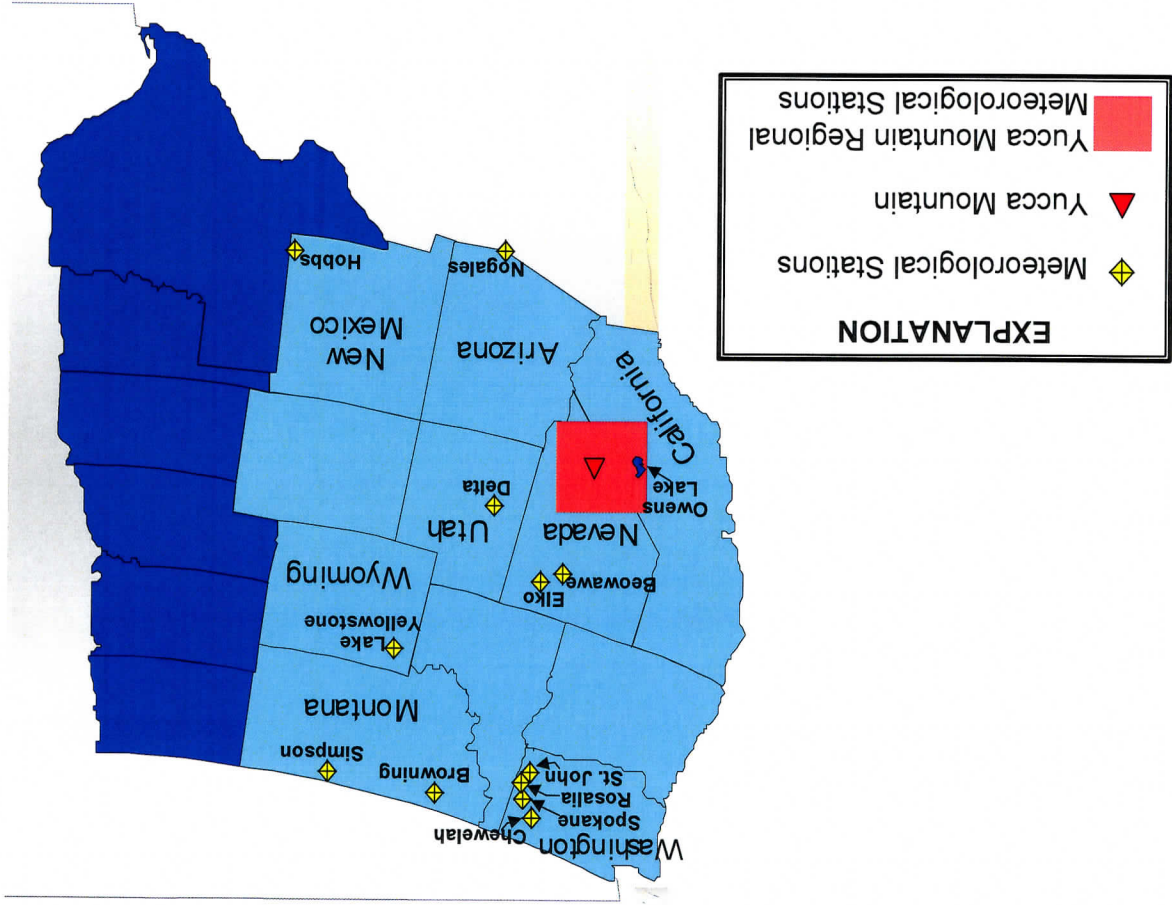 Washington
Chewelah
Spokane
Rosalia
St. John
Browning
Simpson
Montana
Lake
Yellowstone
Wyoming
Beowawe
Elko
Nevada
Utah
Delta
Owens
Lake
California
Arizona
New
Mexico
Nogales
Hobbs
EXPLANATION
Meteorological Stations
Yucca Mountain
Yucca Mountain Regional
Meteorological Stations